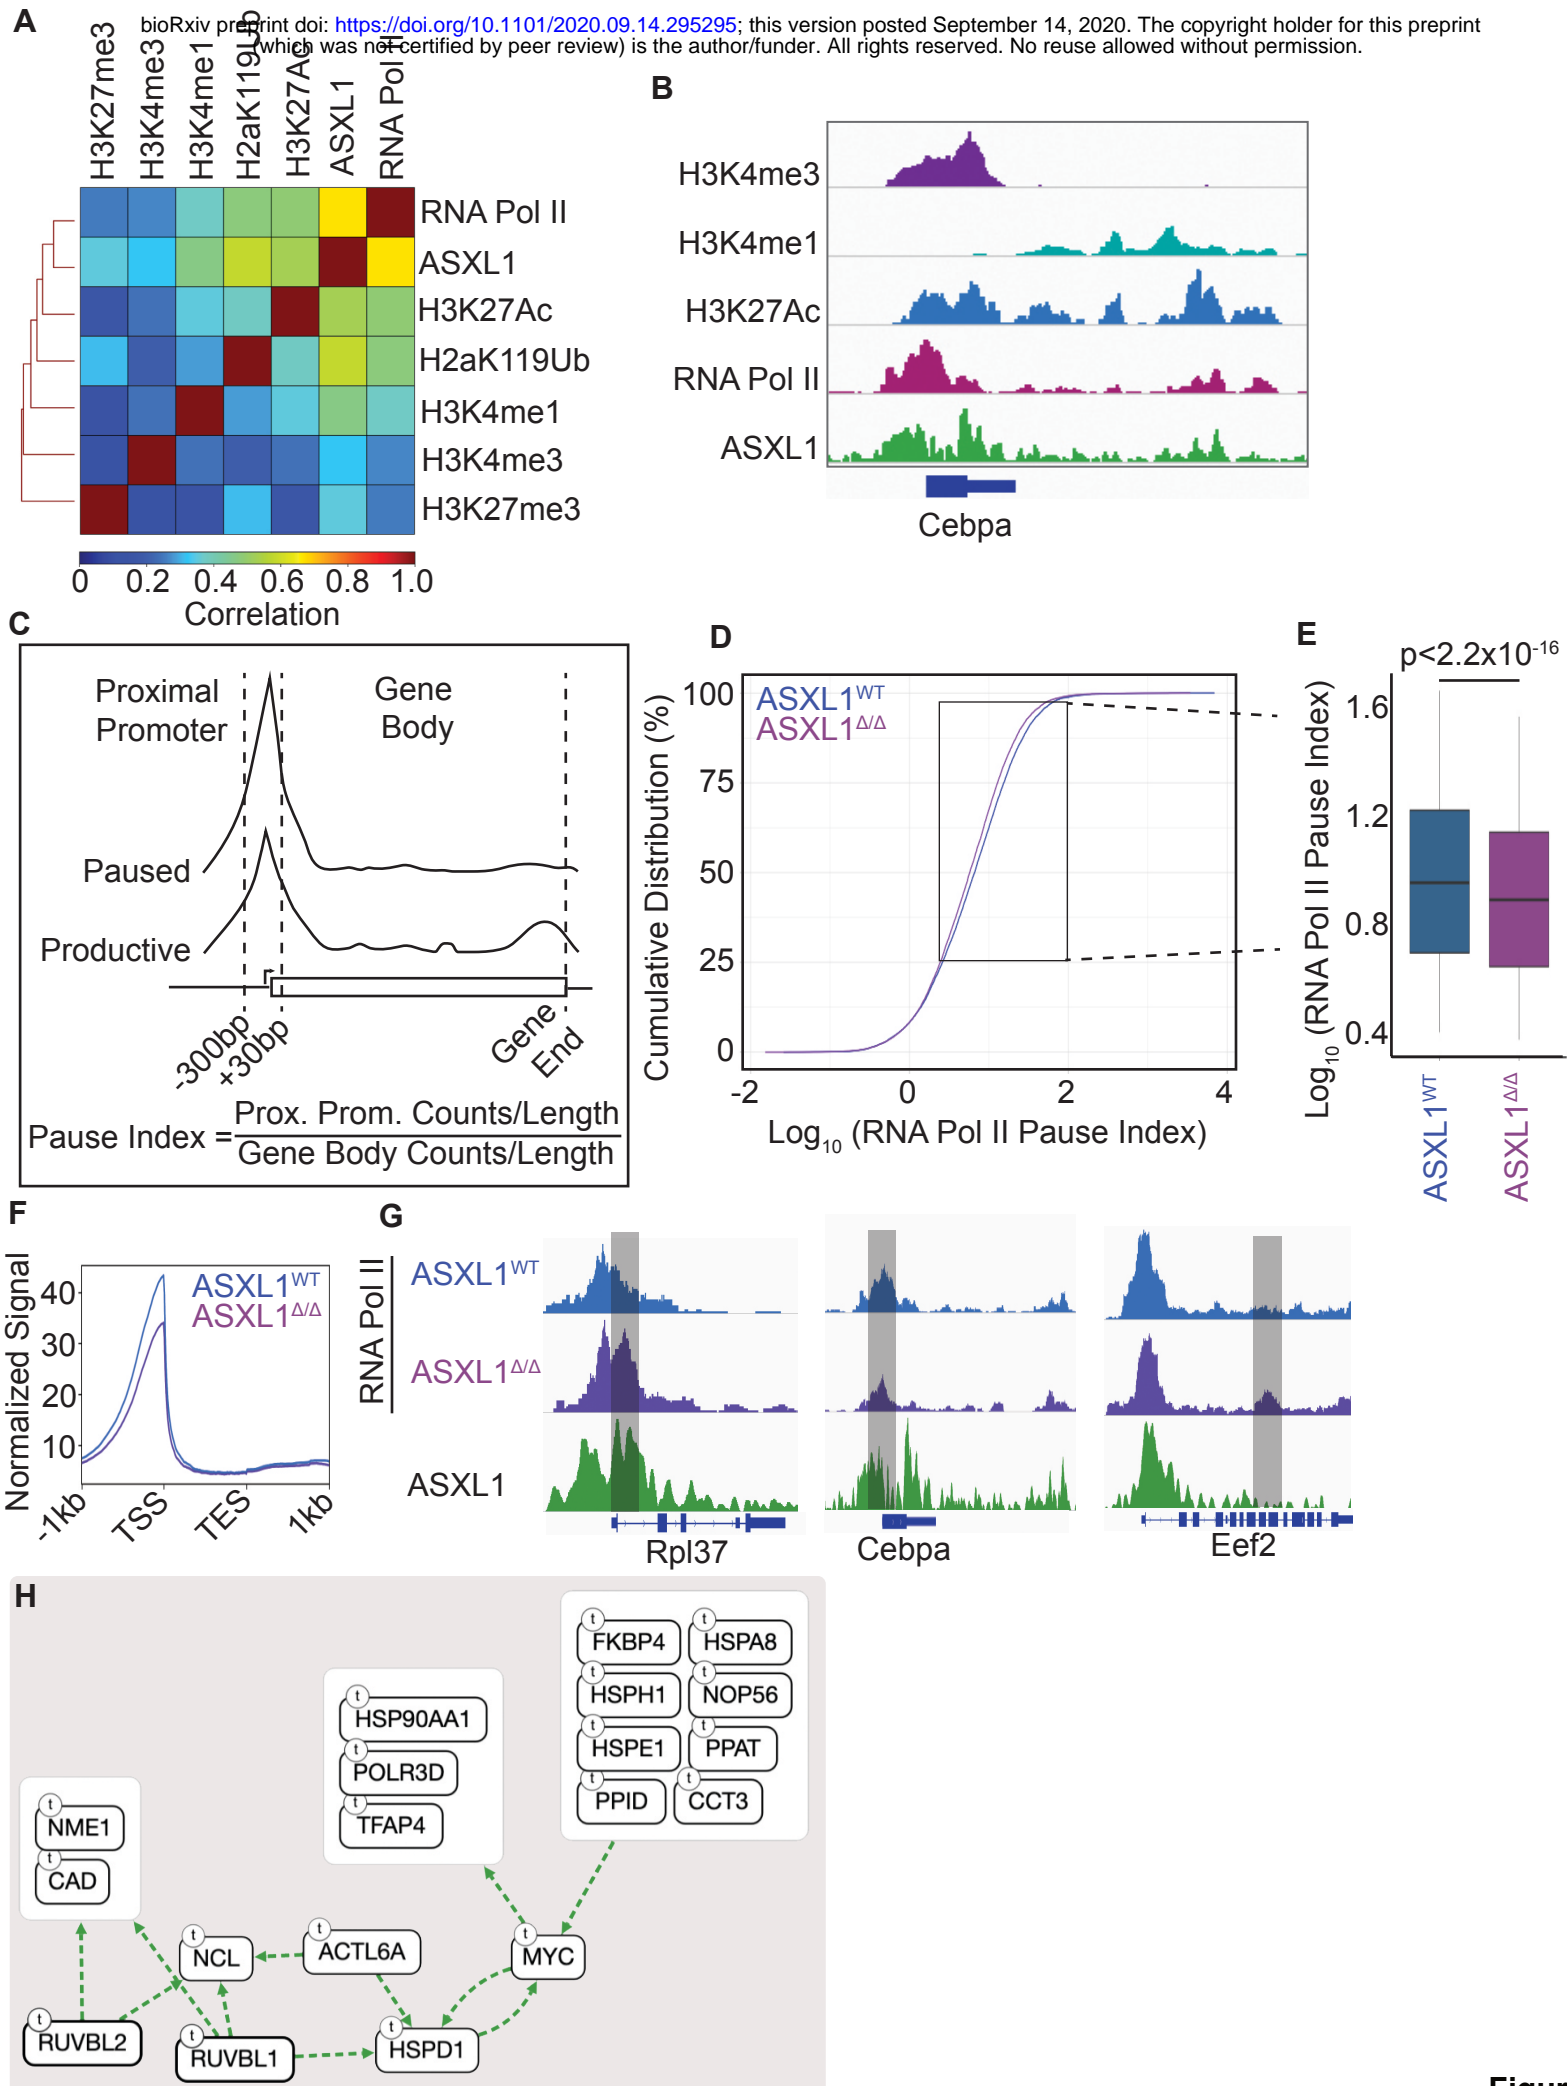 A
bioRxiv preprint doi: https://doi.org/10.1101/2020.09.14.295295; this version posted September 14, 2020. The copyright holder for this preprint
(which was not certified by peer review) is the author/funder. All rights reserved. No reuse allowed without permission.
H3K27me3
H3K4me3
H3K4me1
H2aK119Ub
H3K27Ac
ASXL1
RNA Pol II
RNA Pol II
ASXL1
H3K27Ac
H2aK119Ub
H3K4me1
H3K4me3
H3K27me3
0 0.2 0.4 0.6 0.8 1.0
Correlation
B
H3K4me3
H3K4me1
H3K27Ac
RNA Pol II
ASXL1
Cebpa
C
Proximal
Promoter
Gene
Body
Paused
Productive
-300bp
+30bp
Gene
End
Pause Index =
Prox. Prom. Counts/Length
Gene Body Counts/Length
D
ASXL1WT
ASXL1Δ/Δ
Cumulative Distribution (%)
100
75
50
25
0
-2 0 2 4
Log10 (RNA Pol II Pause Index)
E
p<2.2x10-16
Log10 (RNA Pol II Pause Index)
1.6
1.2
0.8
0.4
ASXL1WT
ASXL1Δ/Δ
F
Normalized Signal
40
30
20
10
ASXL1WT
ASXL1Δ/Δ
-1kb
TSS
TES
1kb
G
RNA Pol II
ASXL1WT
ASXL1Δ/Δ
ASXL1
Rpl37
Cebpa
Eef2
H
t
FKBP4
t
HSPA8
t
HSPH1
t
NOP56
t
HSPE1
t
PPAT
t
PPID
t
CCT3
t
HSP90AA1
t
POLR3D
t
TFAP4
t
NME1
t
CAD
t
NCL
t
ACTL6A
t
MYC
t
RUVBL2
t
RUVBL1
t
HSPD1